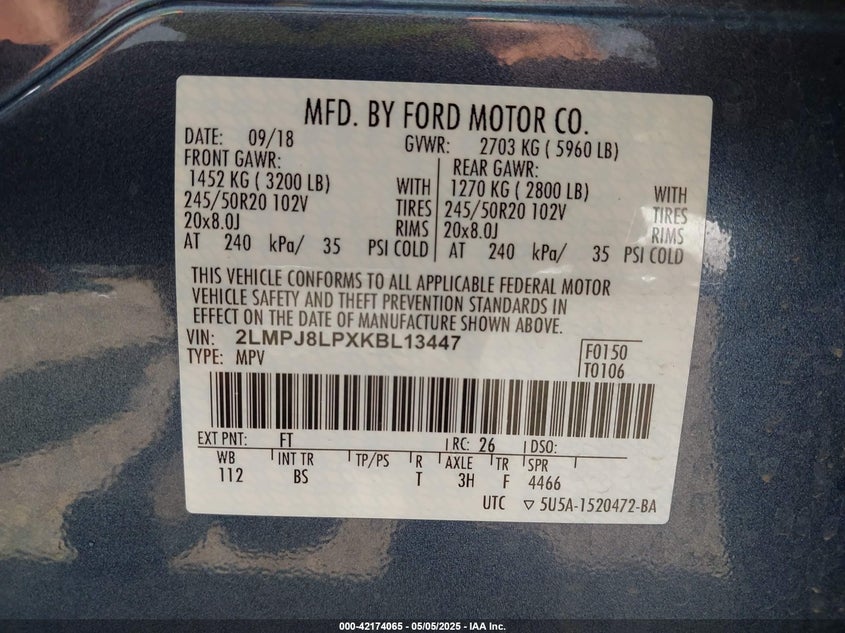 MFD. BY FORD MOTOR CO.
DATE: 09/18 GVWR: 2703 KG ( 5960 LB)
FRONT GAWR: REAR GAWR:
1452 KG ( 3200 LB) WITH 1270 KG ( 2800 LB) WITH
245/50R20 102V TIRES 245/50R20 102V TIRES
20x8.0J RIMS 20x8.0J RIMS
AT 240 kPa/ 35 PSI COLD AT 240 kPa/ 35 PSI COLD
THIS VEHICLE CONFORMS TO ALL APPLICABLE FEDERAL MOTOR
VEHICLE SAFETY AND THEFT PREVENTION STANDARDS IN
EFFECT ON THE DATE OF MANUFACTURE SHOWN ABOVE.
VIN: 2LMPJ8LPXKBL13447
TYPE: MPV
F0150
T0106
EXT PNT: FT RC: 26 DSO:
WB INT TR TP/PS R AXLE TR SPR
112 BS T 3H F 4466
UTC ▽ 5U5A-1520472-BA
000-42174065 - 05/05/2025 - IAA Inc.